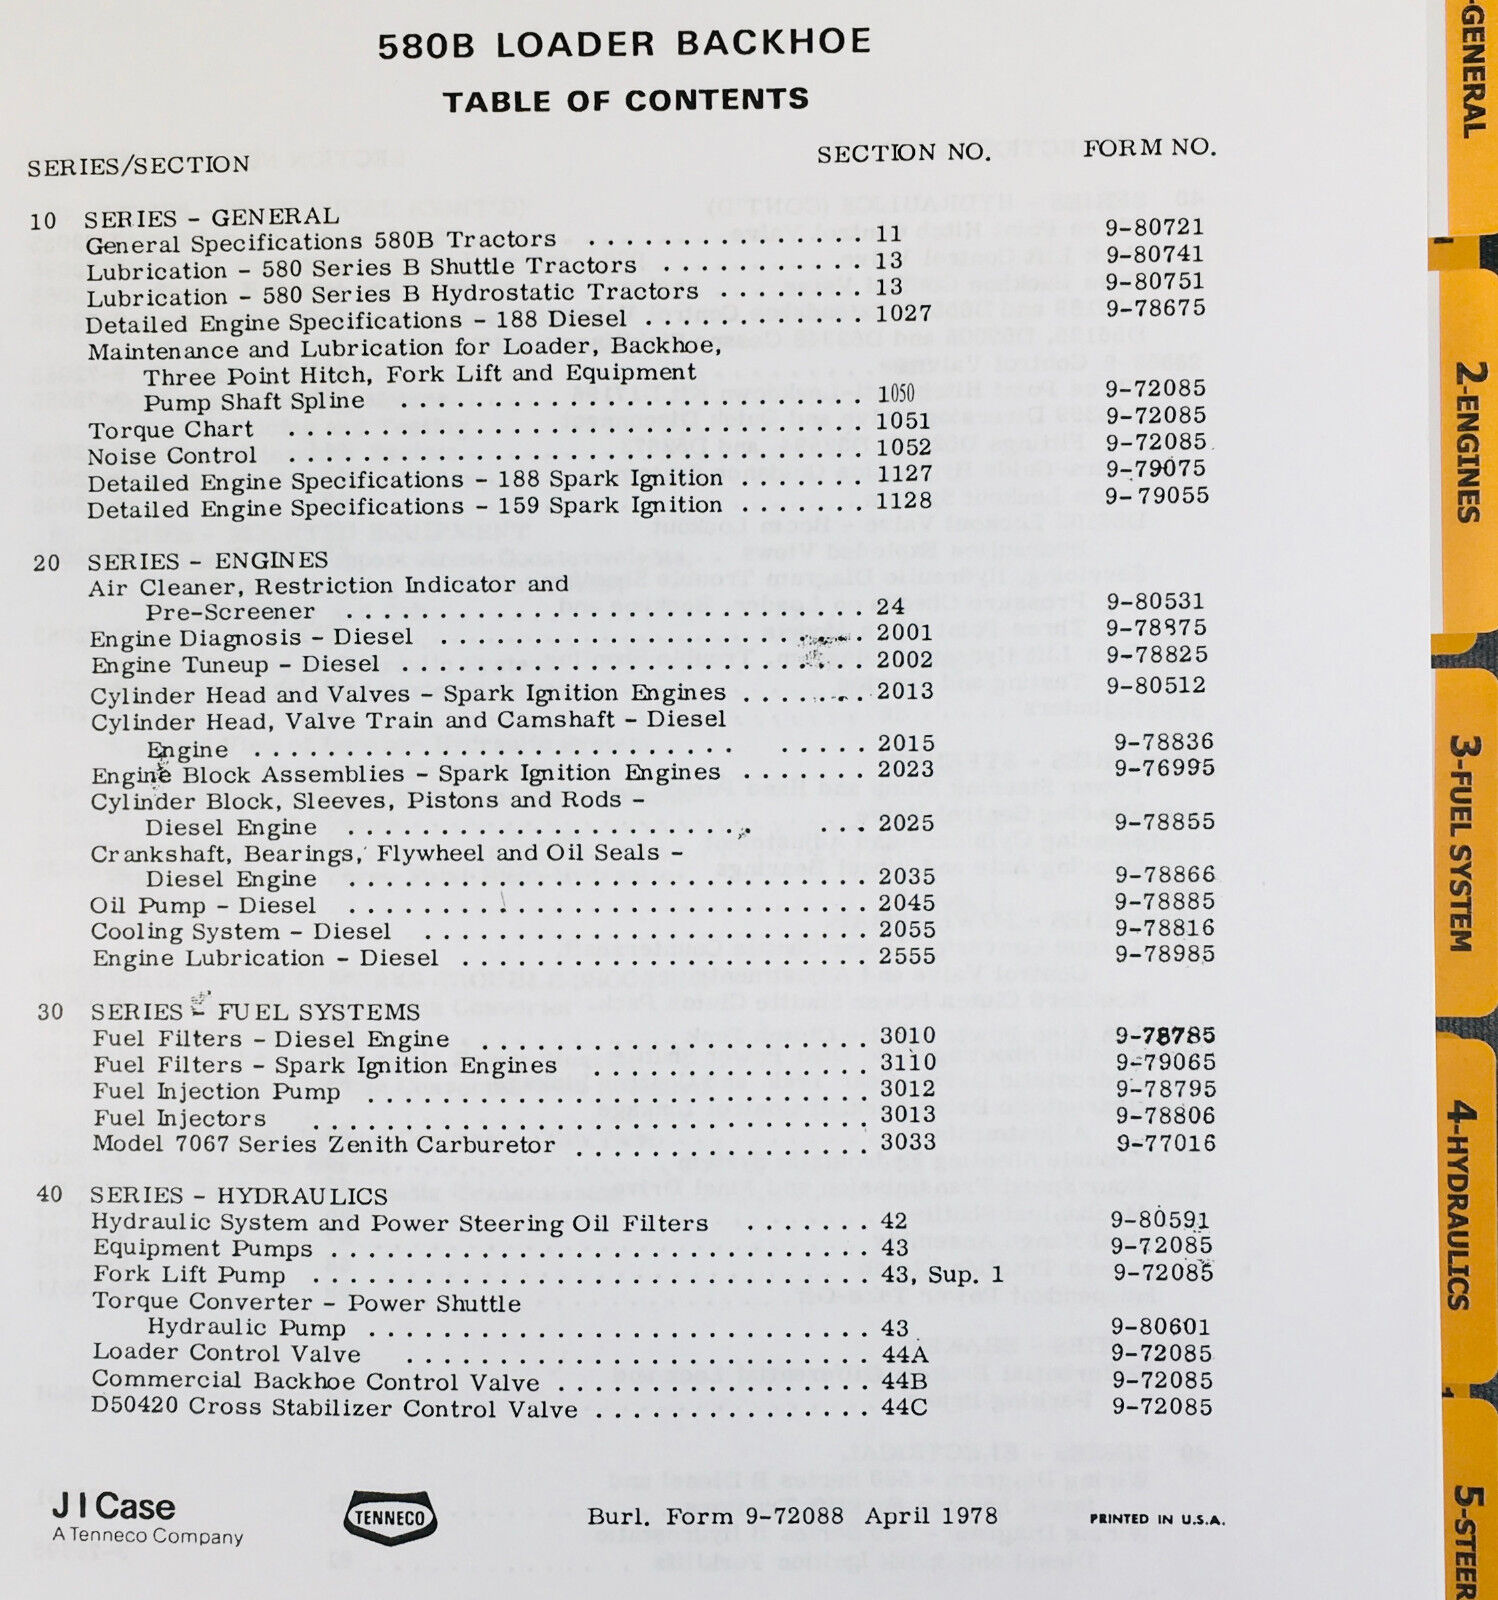 580B LOADER BACKHOE
TABLE OF CONTENTS
SERIES/SECTION SECTION NO. FORM NO.
10 SERIES - GENERAL
General Specifications 580B Tractors . . . . . . . . . . . . . . . 11 9-80721
Lubrication - 580 Series B Shuttle Tractors . . . . . . . . . . . 13 9-80741
Lubrication - 580 Series B Hydrostatic Tractors . . . . . . . . 13 9-80751
Detailed Engine Specifications - 188 Diesel . . . . . . . . . . . . 1027 9-78675
Maintenance and Lubrication for Loader, Backhoe,
Three Point Hitch, Fork Lift and Equipment
Pump Shaft Spline . . . . . . . . . . . . . . . . . . . . . . . . . 1050 9-72085
Torque Chart . . . . . . . . . . . . . . . . . . . . . . . . . . . . . . . 1051 9-72085
Noise Control . . . . . . . . . . . . . . . . . . . . . . . . . . . . . . . 1052 9-72085
Detailed Engine Specifications - 188 Spark Ignition . . . . . . . 1127 9-79075
Detailed Engine Specifications - 159 Spark Ignition . . . . . . . 1128 9-79055
20 SERIES - ENGINES
Air Cleaner, Restriction Indicator and
Pre-Screener . . . . . . . . . . . . . . . . . . . . . . . . . . . . 24 9-80531
Engine Diagnosis - Diesel . . . . . . . . . . . . . . . . . . . . . . . 2001 9-78875
Engine Tuneup - Diesel . . . . . . . . . . . . . . . . . . . . . . . . 2002 9-78825
Cylinder Head and Valves - Spark Ignition Engines . . . . . . . 2013 9-80512
Cylinder Head, Valve Train and Camshaft - Diesel
Engine . . . . . . . . . . . . . . . . . . . . . . . . . . . . . . . 2015 9-78836
Engine Block Assemblies - Spark Ignition Engines . . . . . . . 2023 9-76995
Cylinder Block, Sleeves, Pistons and Rods -
Diesel Engine . . . . . . . . . . . . . . . . . . . . . . . . 2025 9-78855
Crankshaft, Bearings, Flywheel and Oil Seals -
Diesel Engine . . . . . . . . . . . . . . . . . . . . . . . . . . . . 2035 9-78866
Oil Pump - Diesel . . . . . . . . . . . . . . . . . . . . . . . . . . . . 2045 9-78885
Cooling System - Diesel . . . . . . . . . . . . . . . . . . . . . . . . 2055 9-78816
Engine Lubrication - Diesel . . . . . . . . . . . . . . . . . . . . . . 2555 9-78985
30 SERIES - FUEL SYSTEMS
Fuel Filters - Diesel Engine . . . . . . . . . . . . . . . . . . . . . 3010 9-78785
Fuel Filters - Spark Ignition Engines . . . . . . . . . . . . . . . 3110 9-79065
Fuel Injection Pump . . . . . . . . . . . . . . . . . . . . . . . . . . . 3012 9-78795
Fuel Injectors . . . . . . . . . . . . . . . . . . . . . . . . . . . . . . 3013 9-78806
Model 7067 Series Zenith Carburetor . . . . . . . . . . . . . . . . 3033 9-77016
40 SERIES - HYDRAULICS
Hydraulic System and Power Steering Oil Filters . . . . . . . 42 9-80591
Equipment Pumps . . . . . . . . . . . . . . . . . . . . . . . . . . . . . 43 9-72085
Fork Lift Pump . . . . . . . . . . . . . . . . . . . . . . . . . . . . . . 43, Sup. 1 9-72085
Torque Converter - Power Shuttle
Hydraulic Pump . . . . . . . . . . . . . . . . . . . . . . . . . . . 43 9-80601
Loader Control Valve . . . . . . . . . . . . . . . . . . . . . . . . . 44A 9-72085
Commercial Backhoe Control Valve . . . . . . . . . . . . . . . . . 44B 9-72085
D50420 Cross Stabilizer Control Valve . . . . . . . . . . . . . . . 44C 9-72085
J I Case
A Tenneco Company
TENNECO
Burl. Form 9-72088 April 1978
PRINTED IN U.S.A.
-GENERAL
2-ENGINES
3-FUEL SYSTEM
4-HYDRAULICS
5-STEER